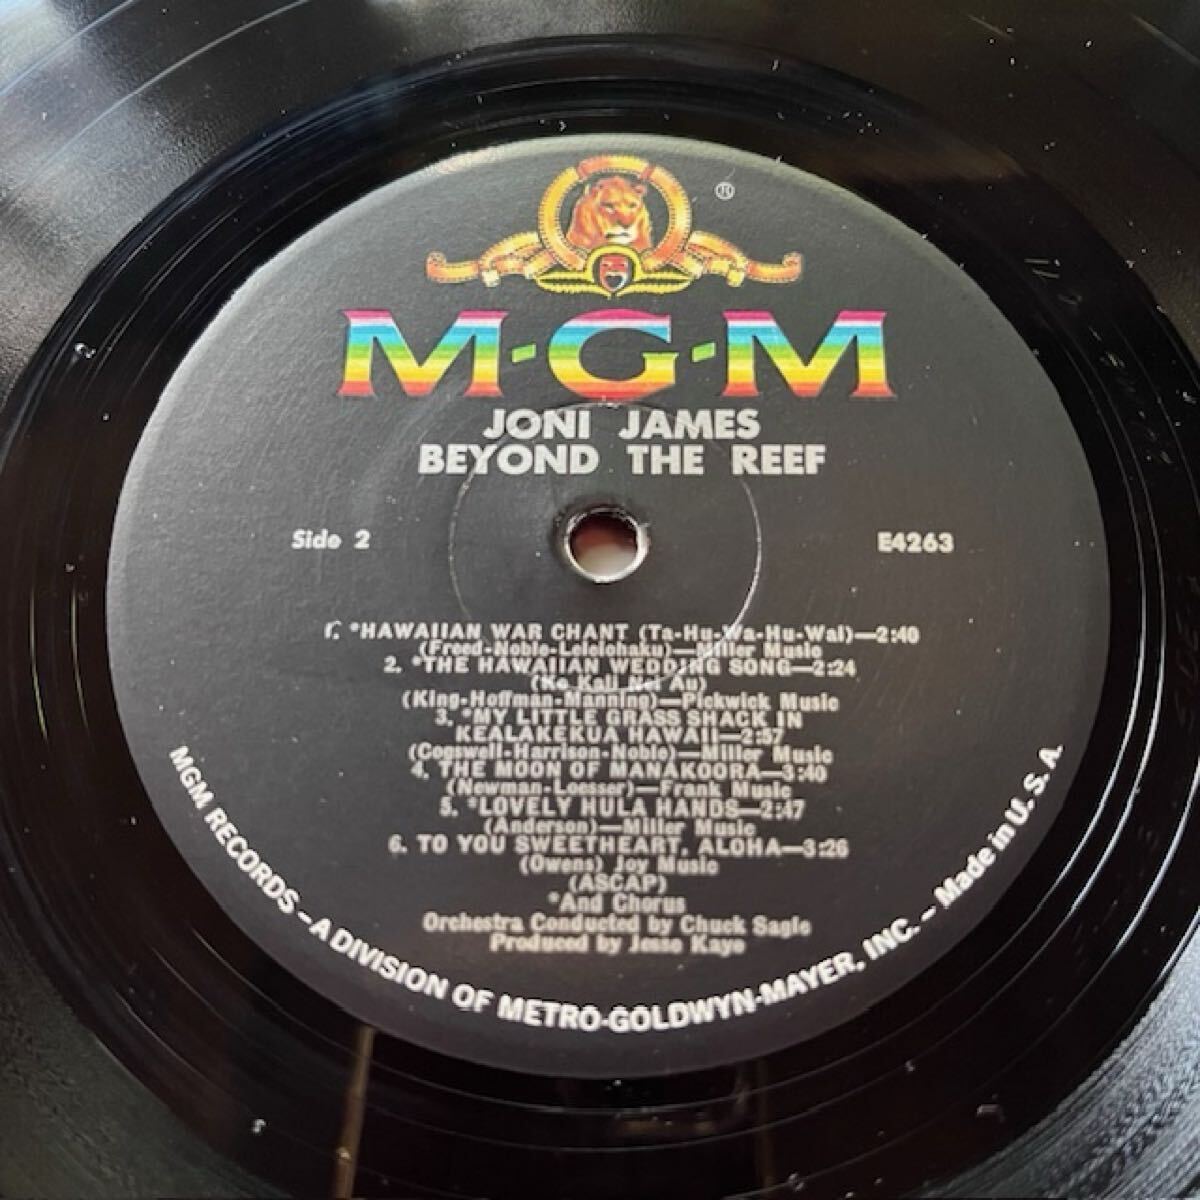 ®
M-G-M
JONI JAMES
BEYOND THE REEF
Side 2
E4263
1. *HAWAIIAN WAR CHANT (Ta-Hu-Wa-Hu-Wai)—2:40
(Freed-Noble-Leleiohaku)—Miller Music
2. *THE HAWAIIAN WEDDING SONG—2:24
(Ke Kali Nei Au)
(King-Hoffman-Manning)—Pickwick Music
3. *MY LITTLE GRASS SHACK IN
KEALAKEKUA HAWAII—2:57
(Cogswell-Harrison-Noble)—Miller Music
4. THE MOON OF MANAKOORA—3:40
(Newman-Loesser)—Frank Music
5. *LOVELY HULA HANDS—2:47
(Anderson)—Miller Music
6. TO YOU SWEETHEART, ALOHA—3:26
(Owens) Joy Music
(ASCAP)
*And Chorus
Orchestra Conducted by Chuck Sagle
Produced by Jesse Kaye
MGM RECORDS – A DIVISION OF METRO-GOLDWYN-MAYER, INC. – Made in U. S. A.